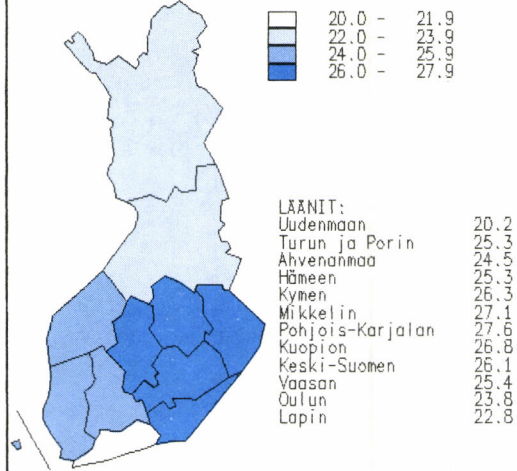 20.0 - 21.9
22.0 - 23.9
24.0 - 25.9
26.0 - 27.9
LÄÄNIT:
Uudenmaan 20.2
Turun ja Porin 25.3
Ahvenanmaa 24.5
Hämeen 25.3
Kymen 26.3
Mikkelin 27.1
Pohjois-Karjalan 27.6
Kuopion 26.8
Keski-Suomen 26.1
Vaasan 25.4
Oulun 23.8
Lapin 22.8